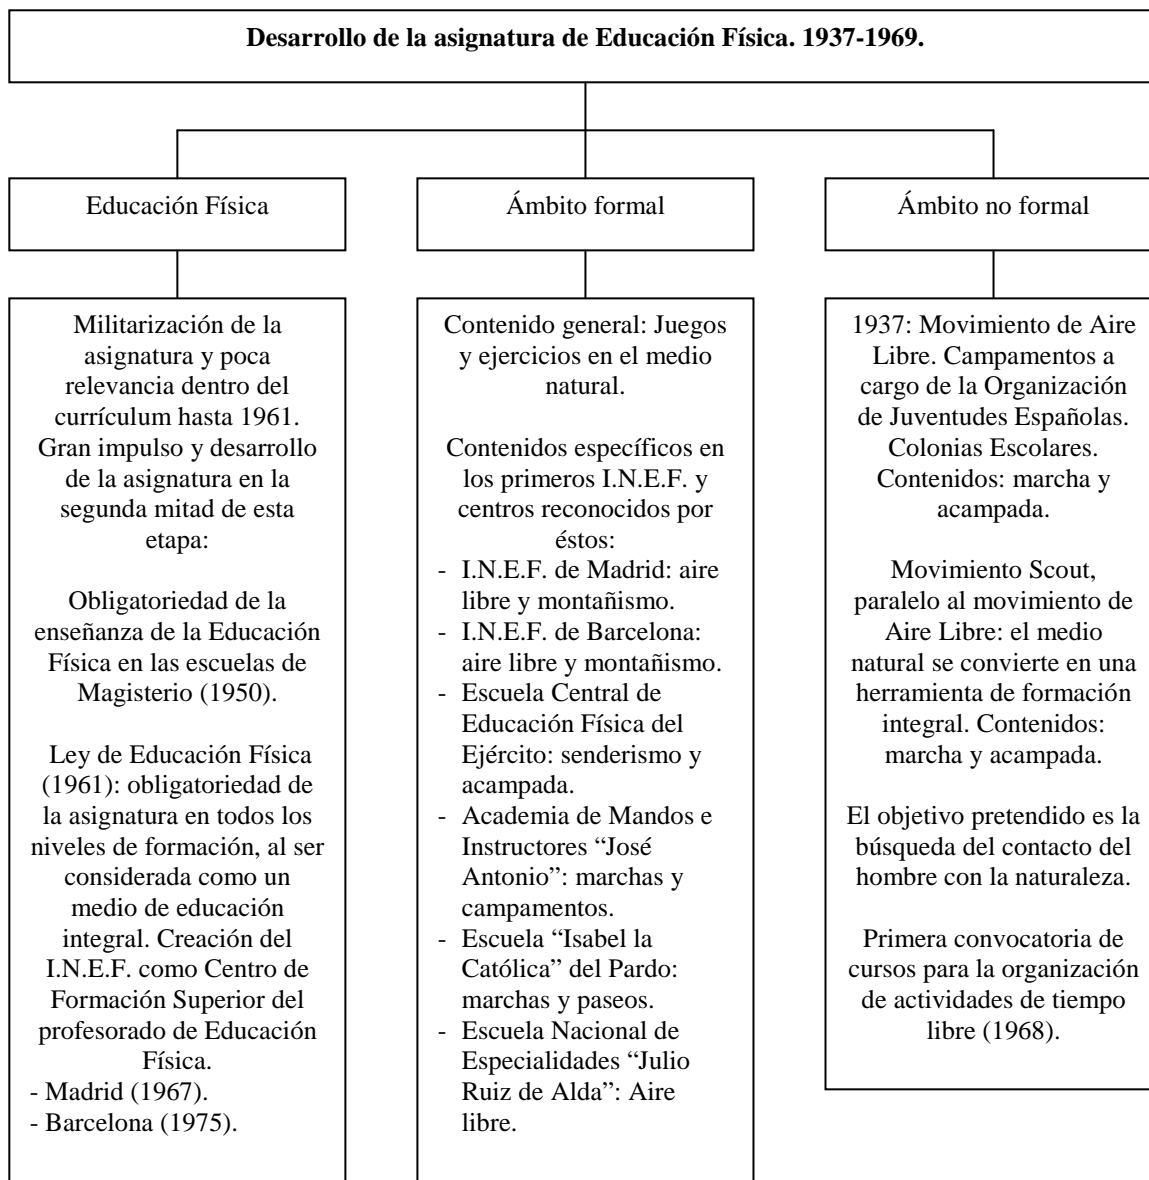 Desarrollo de la asignatura de Educación Física. 1937-1969.
Educación Física
Militarización de la
asignatura y poca
relevancia dentro del
currículum hasta 1961.
Gran impulso y desarrollo
de la asignatura en la
segunda mitad de esta
etapa:
Obligatoriedad de la
enseñanza de la Educación
Física en las escuelas de
Magisterio (1950).
Ley de Educación Física
(1961): obligatoriedad de
la asignatura en todos los
niveles de formación, al ser
considerada como un
medio de educación
integral. Creación del
I.N.E.F. como Centro de
Formación Superior del
profesorado de Educación
Física.
- Madrid (1967).
- Barcelona (1975).
Ámbito formal
Contenido general: Juegos
y ejercicios en el medio
natural.
Contenidos específicos en
los primeros I.N.E.F. y
centros reconocidos por
éstos:
- I.N.E.F. de Madrid: aire
libre y montañismo.
- I.N.E.F. de Barcelona:
aire libre y montañismo.
- Escuela Central de
Educación Física del
Ejército: senderismo y
acampada.
- Academia de Mandos e
Instructores “José
Antonio”: marchas y
campamentos.
- Escuela “Isabel la
Católica” del Pardo:
marchas y paseos.
- Escuela Nacional de
Especialidades “Julio
Ruiz de Alda”: Aire
libre.
Ámbito no formal
1937: Movimiento de Aire
Libre. Campamentos a
cargo de la Organización
de Juventudes Españolas.
Colonias Escolares.
Contenidos: marcha y
acampada.
Movimiento Scout,
paralelo al movimiento de
Aire Libre: el medio
natural se convierte en una
herramienta de formación
integral. Contenidos:
marcha y acampada.
El objetivo pretendido es la
búsqueda del contacto del
hombre con la naturaleza.
Primera convocatoria de
cursos para la organización
de actividades de tiempo
libre (1968).